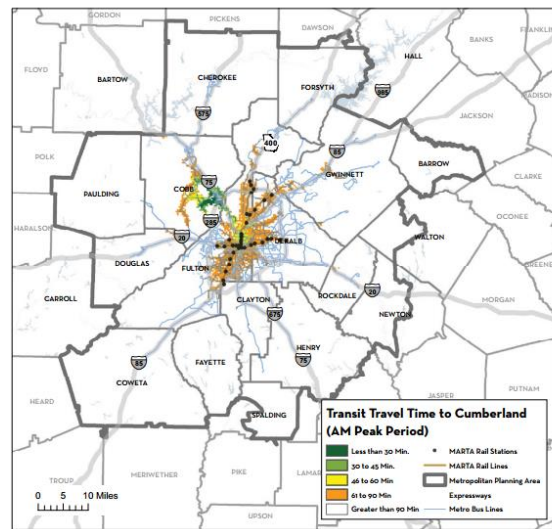 GORDON
PICKENS
DAWSON
HALL
BANKS
FRANKLIN
FLOYD
BARTOW
CHEROKEE
FORSYTH
985
MADISON
575
JACKSON
400
85
POLK
COBB
75
GWINNETT
BARROW
CLARKE
PAULDING
285
OCONEE
HARALSON
20
DEKALB
WALTON
DOUGLAS
GREENE
FULTON
CARROLL
CLAYTON
ROCKDALE
20
MORGAN
675
NEWTON
HENRY
85
FAYETTE
75
COWETA
JASPER
PUTNAM
HEARD
SPALDING
TROUP
MERIWETHER
PIKE
LAMAR
UPSON
0 5 10 Miles
Transit Travel Time to Cumberland
(AM Peak Period)
Less than 30 Min.
30 to 45 Min.
46 to 60 Min.
61 to 90 Min
Greater than 90 Min
MARTA Rail Stations
MARTA Rail Lines
Metropolitan Planning Area
Expressways
Metro Bus Lines